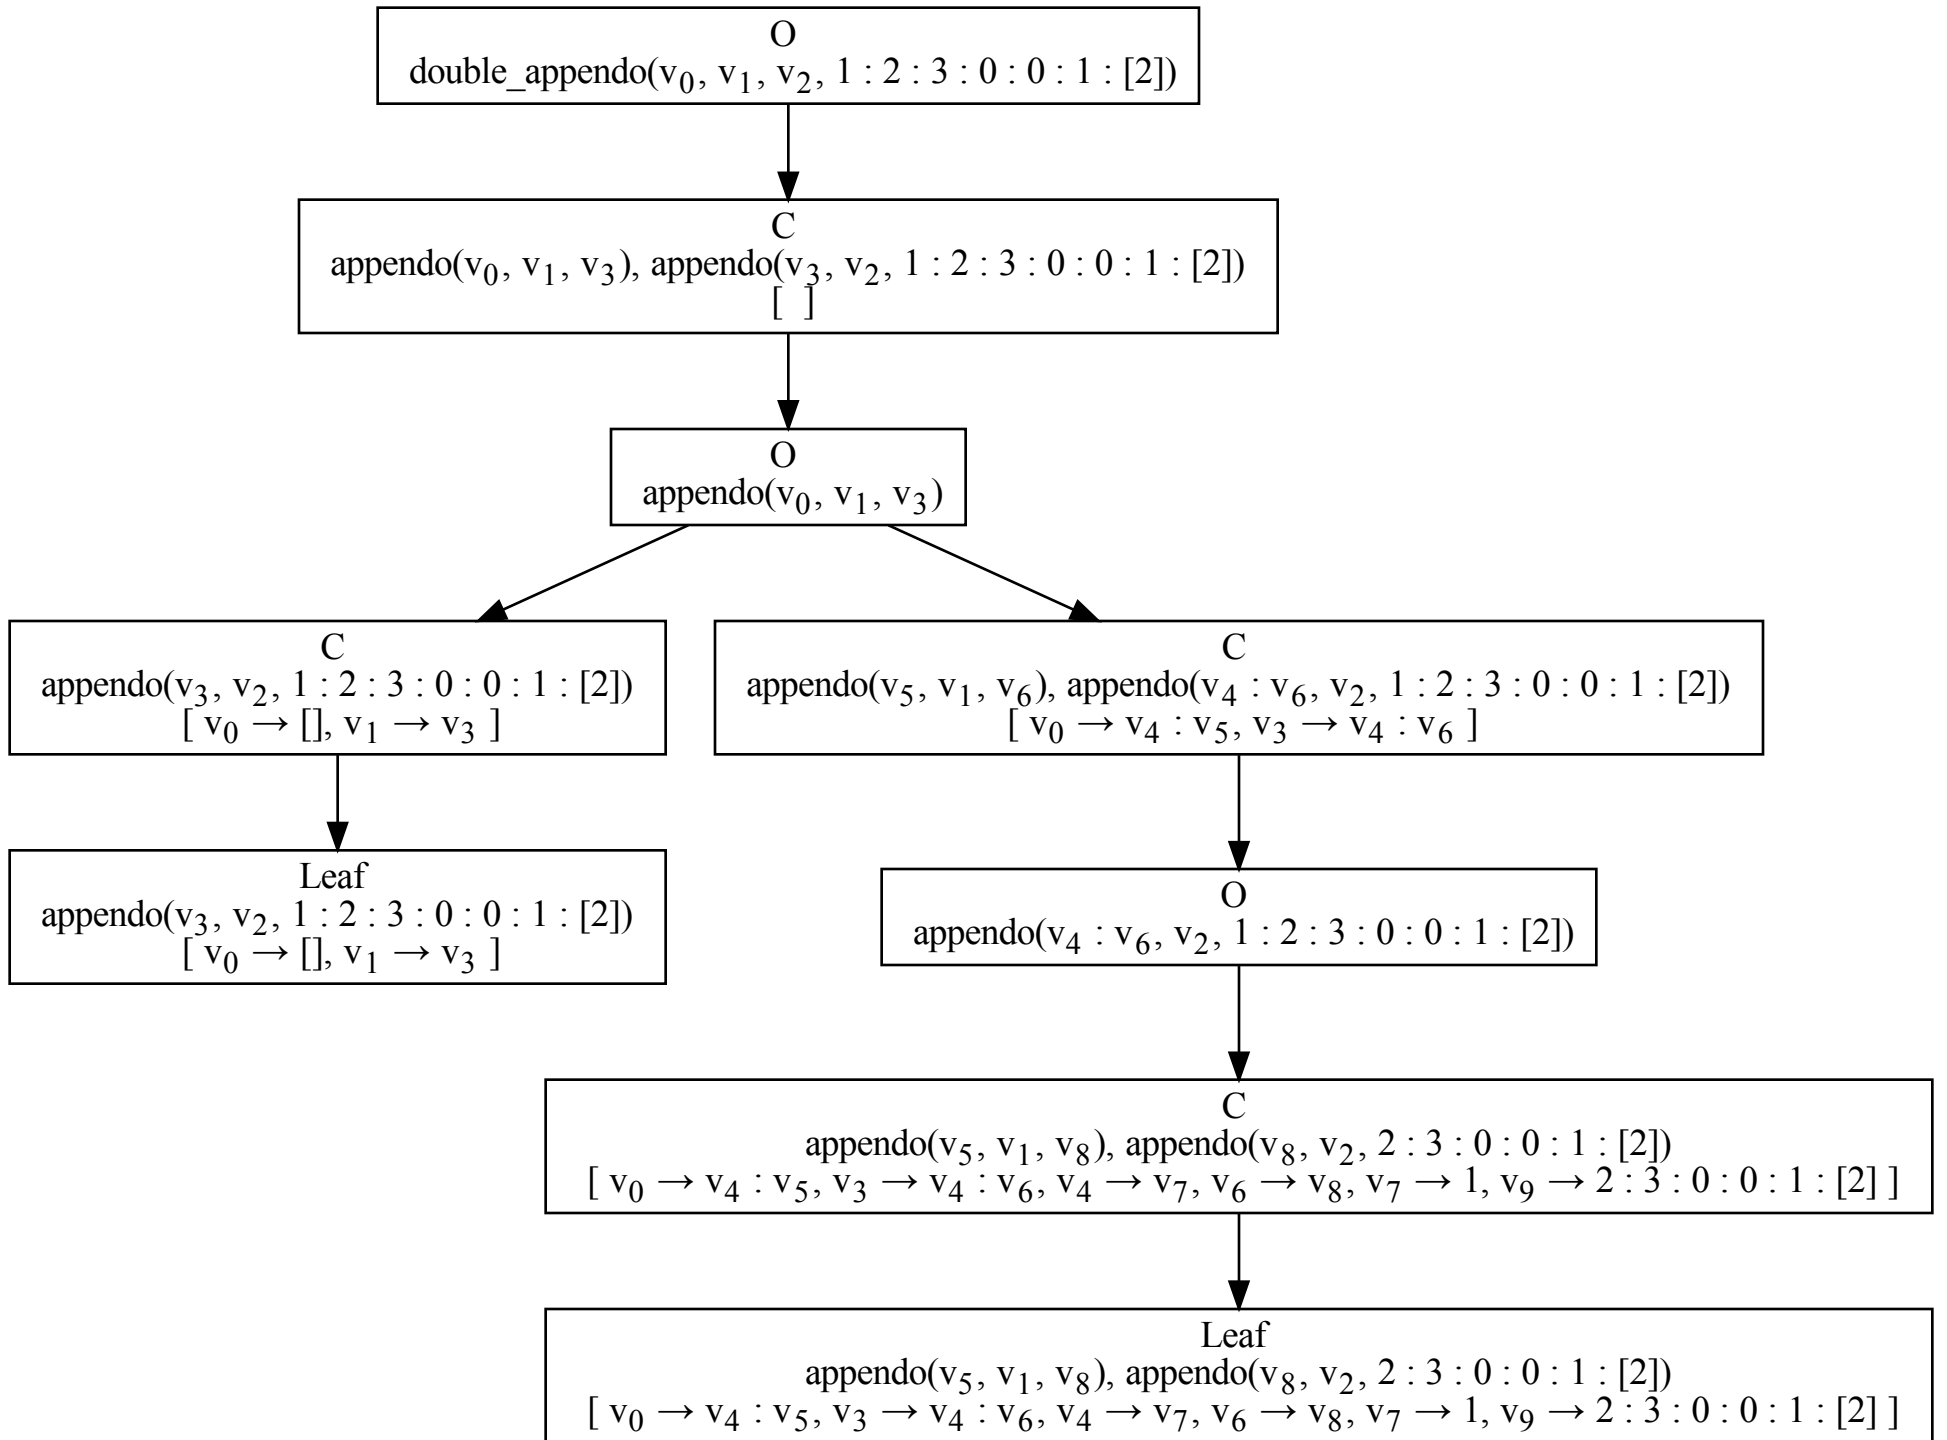 O
double_appendo(v₀, v₁, v₂, 1 : 2 : 3 : 0 : 0 : 1 : [2])
C
appendo(v₀, v₁, v₃), appendo(v₃, v₂, 1 : 2 : 3 : 0 : 0 : 1 : [2])
[ ]
O
appendo(v₀, v₁, v₃)
C
appendo(v₃, v₂, 1 : 2 : 3 : 0 : 0 : 1 : [2])
[ v₀ → [], v₁ → v₃ ]
C
appendo(v₅, v₁, v₆), appendo(v₄ : v₆, v₂, 1 : 2 : 3 : 0 : 0 : 1 : [2])
[ v₀ → v₄ : v₅, v₃ → v₄ : v₆ ]
Leaf
appendo(v₃, v₂, 1 : 2 : 3 : 0 : 0 : 1 : [2])
[ v₀ → [], v₁ → v₃ ]
O
appendo(v₄ : v₆, v₂, 1 : 2 : 3 : 0 : 0 : 1 : [2])
C
appendo(v₅, v₁, v₈), appendo(v₈, v₂, 2 : 3 : 0 : 0 : 1 : [2])
[ v₀ → v₄ : v₅, v₃ → v₄ : v₆, v₄ → v₇, v₆ → v₈, v₇ → 1, v₉ → 2 : 3 : 0 : 0 : 1 : [2] ]
Leaf
appendo(v₅, v₁, v₈), appendo(v₈, v₂, 2 : 3 : 0 : 0 : 1 : [2])
[ v₀ → v₄ : v₅, v₃ → v₄ : v₆, v₄ → v₇, v₆ → v₈, v₇ → 1, v₉ → 2 : 3 : 0 : 0 : 1 : [2] ]